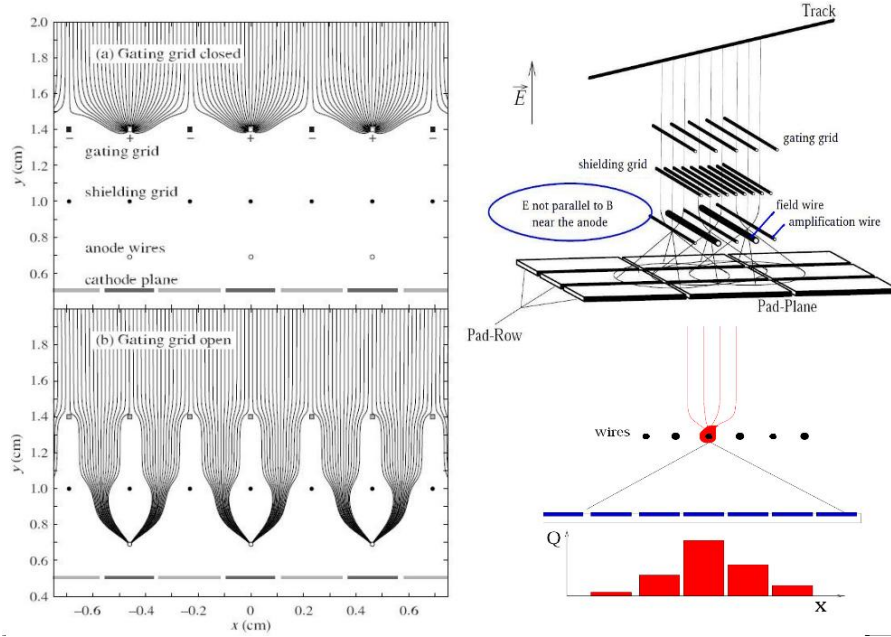 2.0
(a) Gating grid closed
1.8
1.6
y (cm)
1.4
− + − + − + −
gating grid
1.2
shielding grid
1.0
0.8
anode wires
0.6
cathode plane
(b) Gating grid open
1.8
1.6
1.4
y (cm)
1.2
1.0
0.8
0.6
0.4
−0.6 −0.4 −0.2 0 0.2 0.4 0.6
x (cm)
Track
E
gating grid
shielding grid
E not parallel to B
near the anode
field wire
amplification wire
Pad-Plane
Pad-Row
wires
Q
X